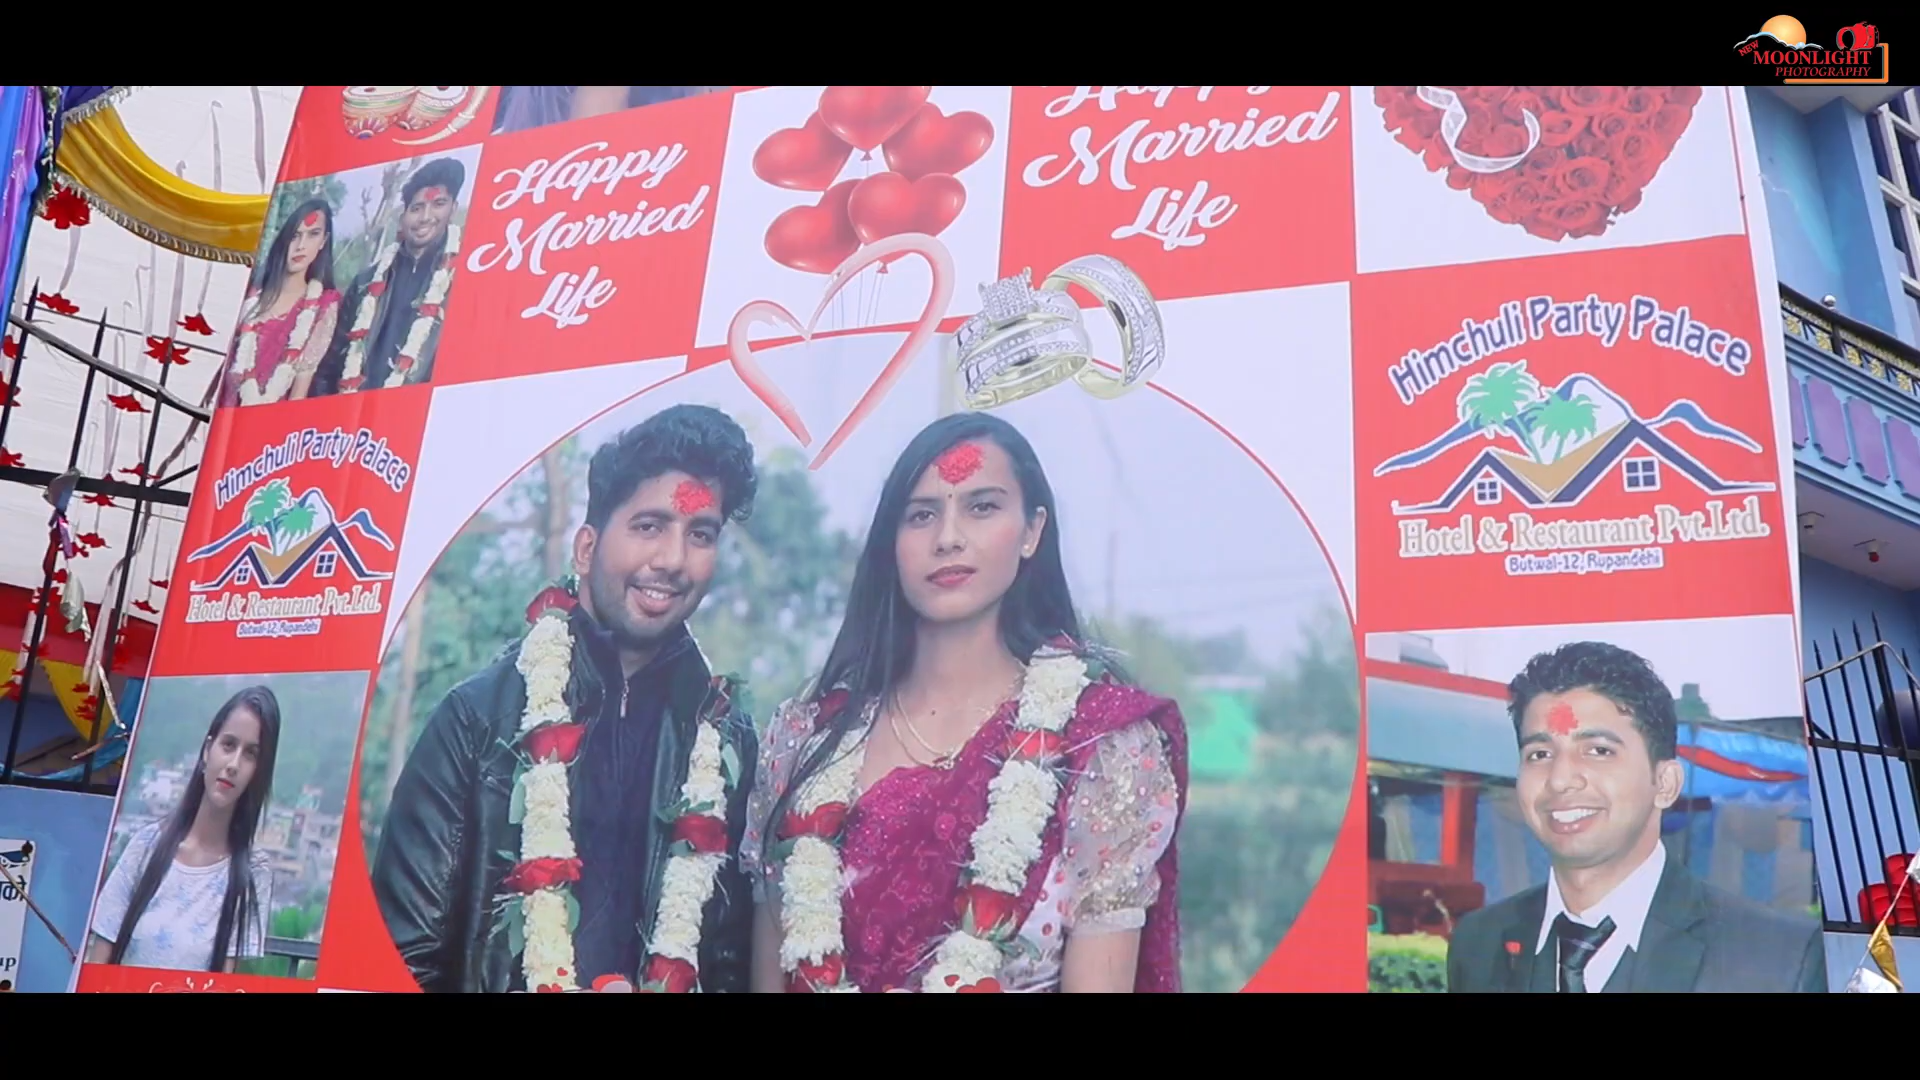 NEW
MOONLIGHT
PHOTOGRAPHY
Happy
Married
Life
Happy
Married
Life
Himchuli Party Palace
Hotel & Restaurant Pvt.Ltd.
Butwal-12, Rupandehi
Himchuli Party Palace
Hotel & Restaurant Pvt.Ltd.
Butwal-12, Rupandehi